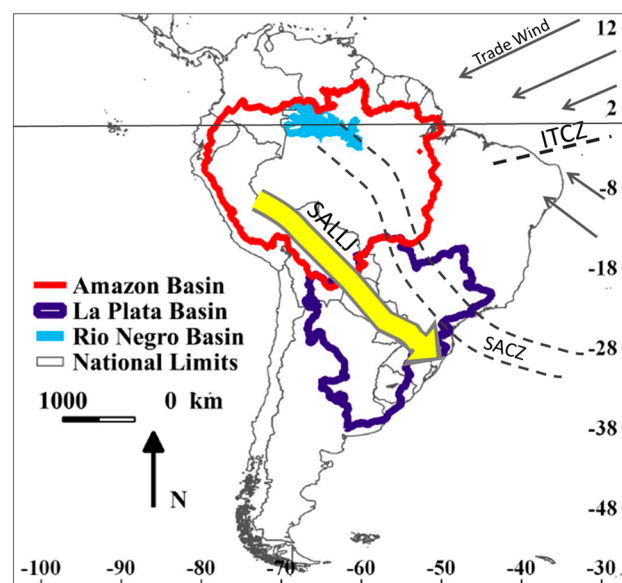 12
Trade Wind
2
ITCZ
-8
SALLJ
-18
Amazon Basin
La Plata Basin
Rio Negro Basin
National Limits
SACZ
-28
1000 0 km
-38
N
-48
-100 -80 -70 -60 -50 -40 -30